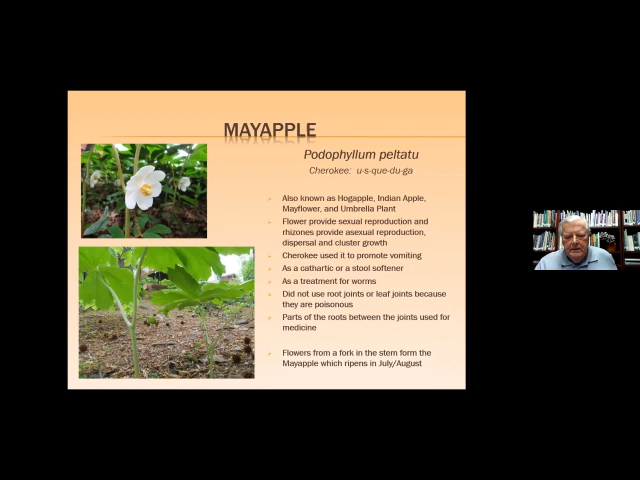 MAYAPPLE
Podophyllum peltatu
Cherokee: u-s-que-du-ga
Also known as Hogapple, Indian Apple,
Mayflower, and Umbrella Plant
Flower provide sexual reproduction and
rhizones provide asexual reproduction,
dispersal and cluster growth
Cherokee used it to promote vomiting
As a cathartic or a stool softener
As a treatment for worms
Did not use root joints or leaf joints because
they are poisonous
Parts of the roots between the joints used for
medicine
Flowers from a fork in the stem form the
Mayapple which ripens in July/August